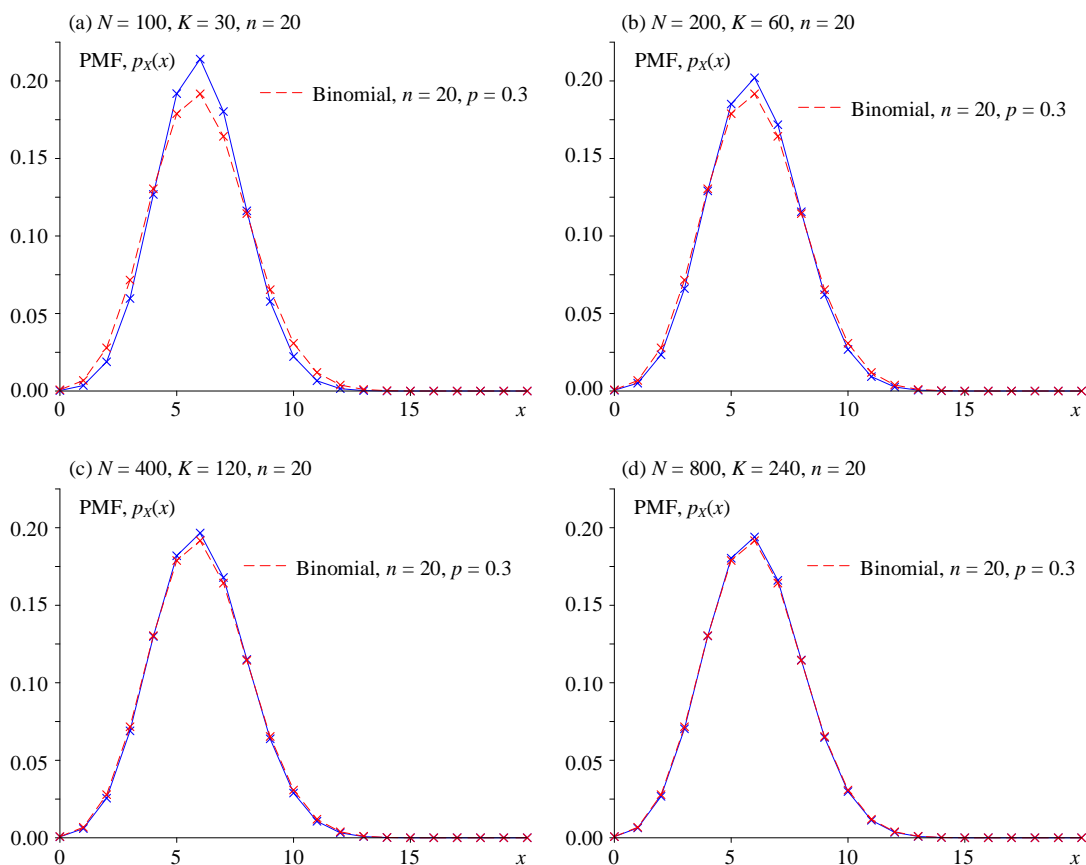 (a) N = 100, K = 30, n = 20
PMF, pX(x)
Binomial, n = 20, p = 0.3
0.20
0.15
0.10
0.05
0.00
0 5 10 15 x
(b) N = 200, K = 60, n = 20
PMF, pX(x)
Binomial, n = 20, p = 0.3
0.20
0.15
0.10
0.05
0.00
0 5 10 15 x
(c) N = 400, K = 120, n = 20
PMF, pX(x)
Binomial, n = 20, p = 0.3
0.20
0.15
0.10
0.05
0.00
0 5 10 15 x
(d) N = 800, K = 240, n = 20
PMF, pX(x)
Binomial, n = 20, p = 0.3
0.20
0.15
0.10
0.05
0.00
0 5 10 15 x